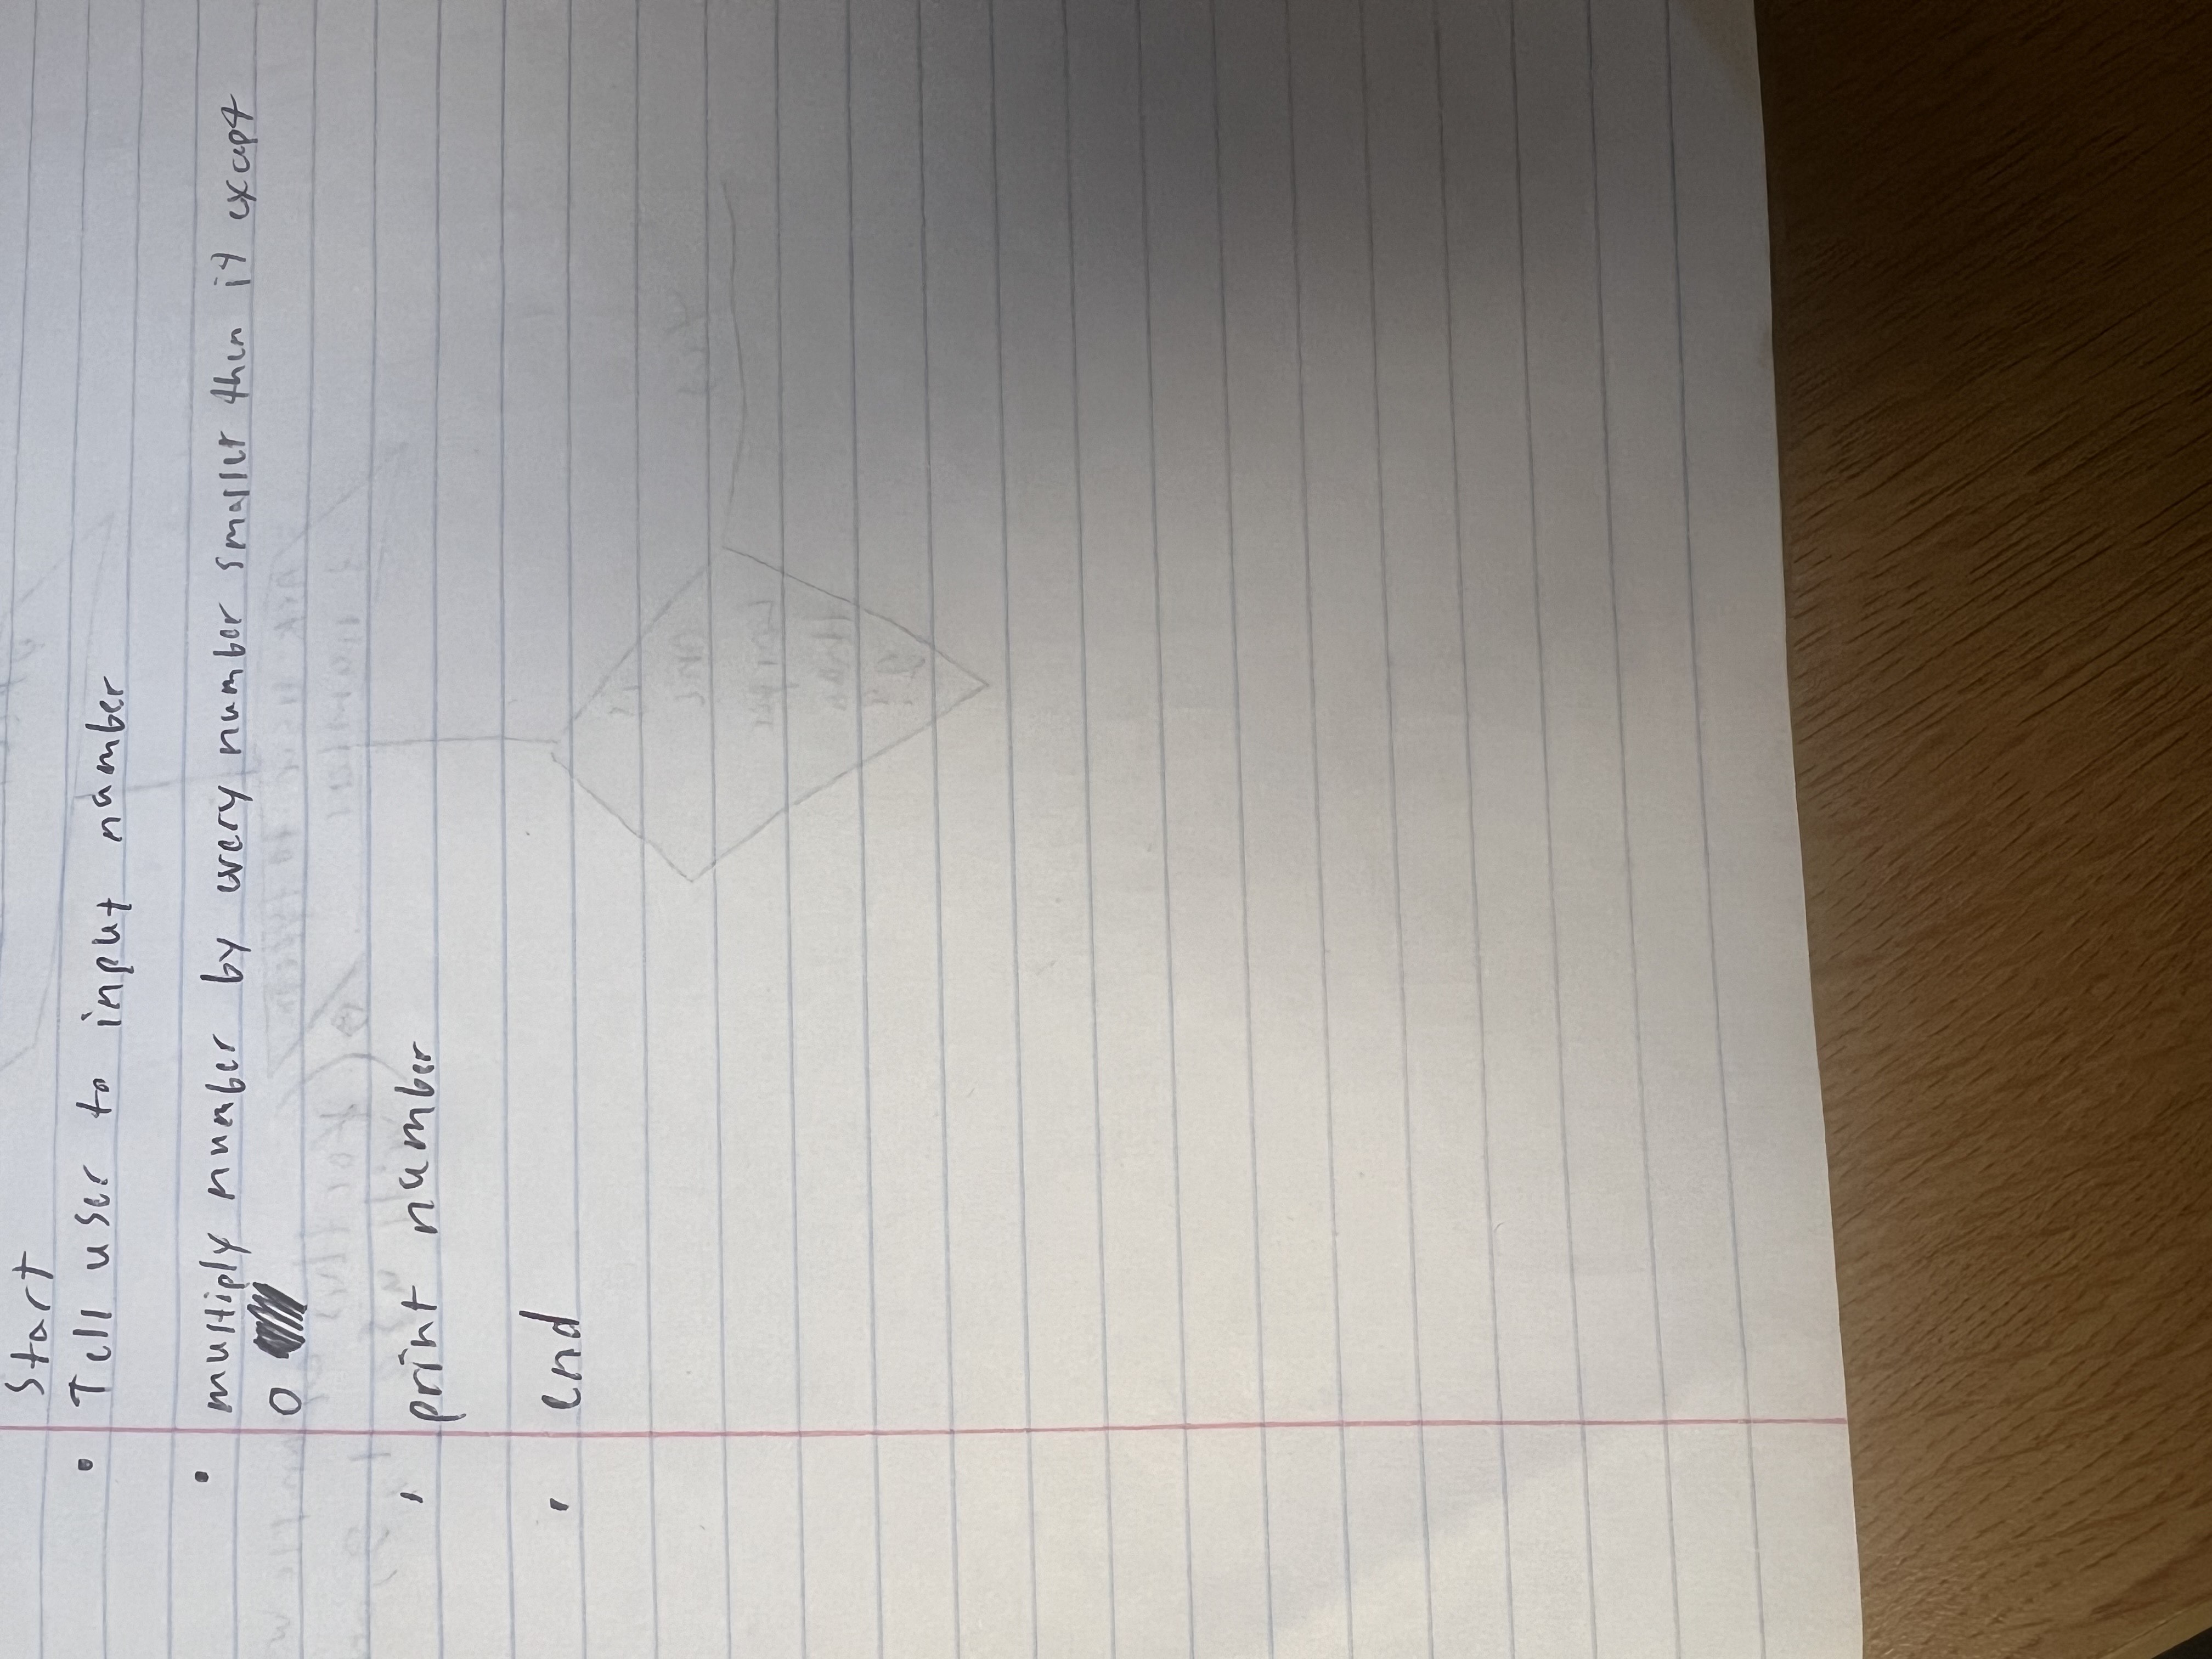 Start
• Tell user to input number
• multiply number by every number smaller then it except
0
• print number
• end